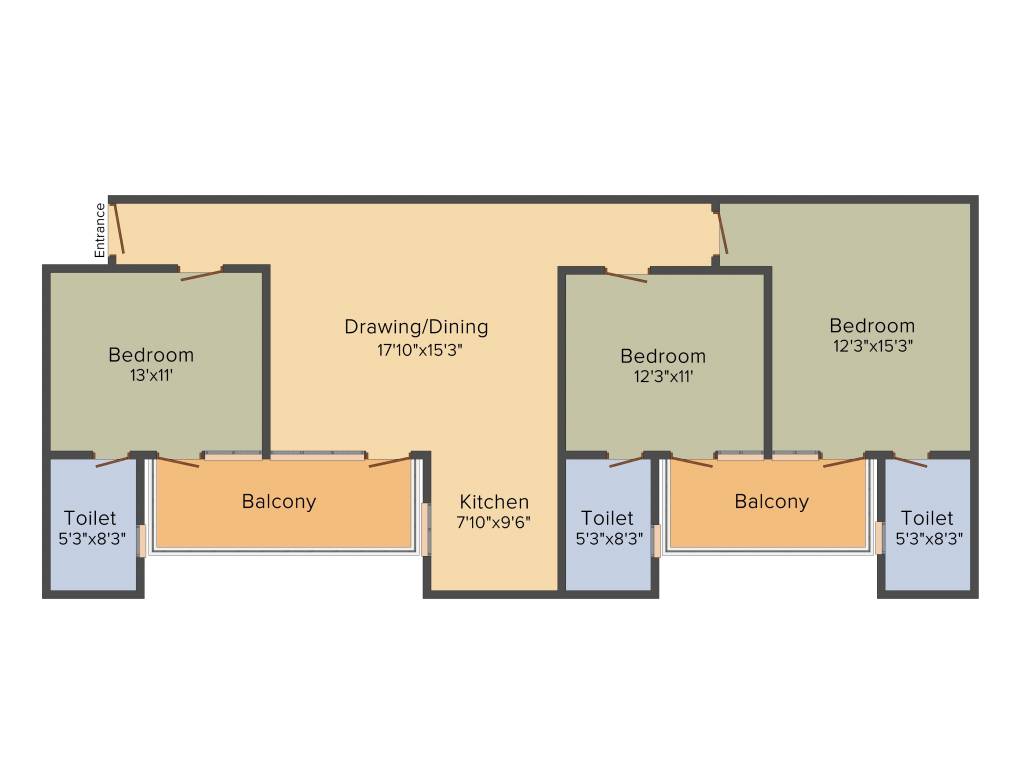 Entrance
Drawing/Dining
17'10"x15'3"
Bedroom
12'3"x15'3"
Bedroom
13'x11'
Bedroom
12'3"x11'
Balcony
Kitchen
7'10"x9'6"
Balcony
Toilet
5'3"x8'3"
Toilet
5'3"x8'3"
Toilet
5'3"x8'3"